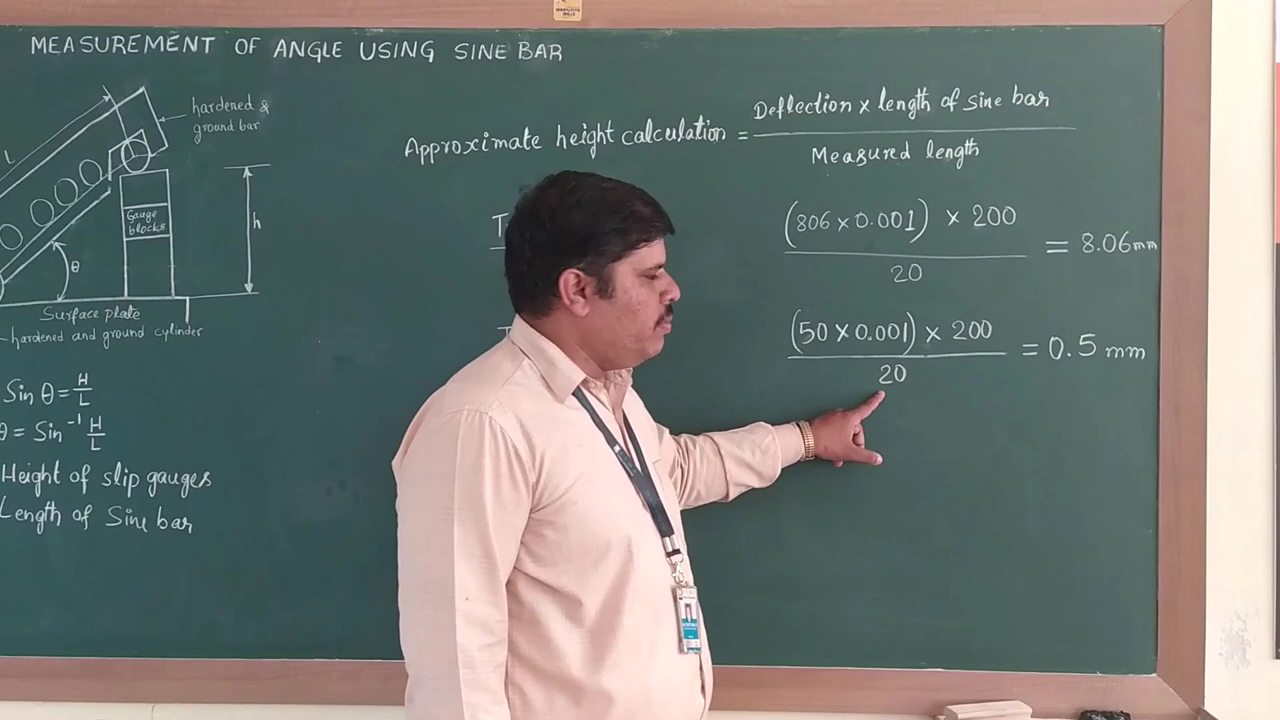 MEASUREMENT OF ANGLE USING SINE BAR
hardened &
ground bar
l
Gauge
blocks
h
θ
Surface plate
hardened and ground cylinder
Sin θ = H/L
θ = Sin⁻¹ H/L
Height of slip gauges
Length of Sine bar
Approximate height calculation = Deflection x length of sine bar
Measured length
(806 x 0.001) x 200
20
= 8.06mm
(50 x 0.001) x 200
20
= 0.5 mm